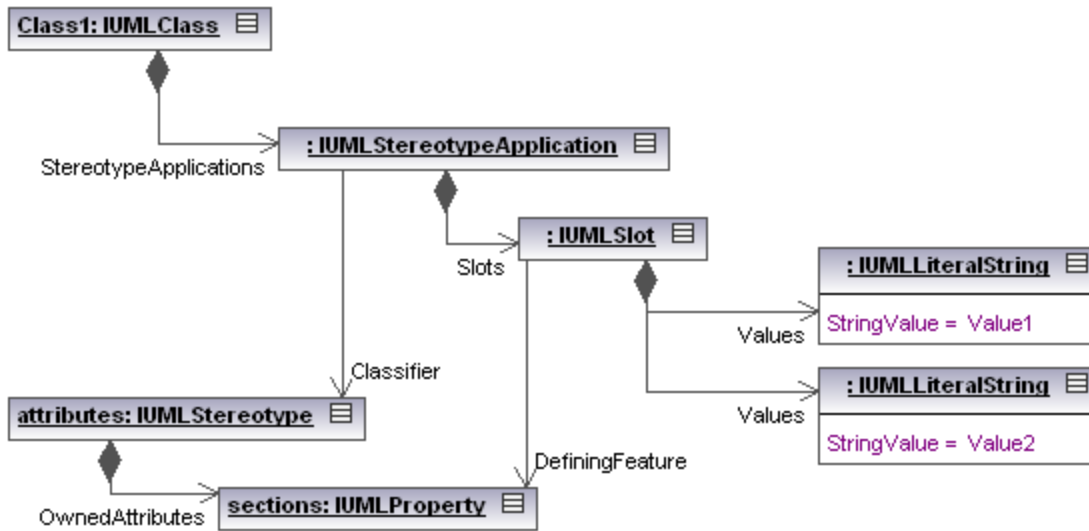 Class1: IUMLClass
: IUMLStereotypeApplication
StereotypeApplications
: IUMLSlot
Slots
: IUMLLiteralString
StringValue = Value1
Values
Classifier
: IUMLLiteralString
attributes: IUMLStereotype
Values
StringValue = Value2
DefiningFeature
sections: IUMLProperty
OwnedAttributes